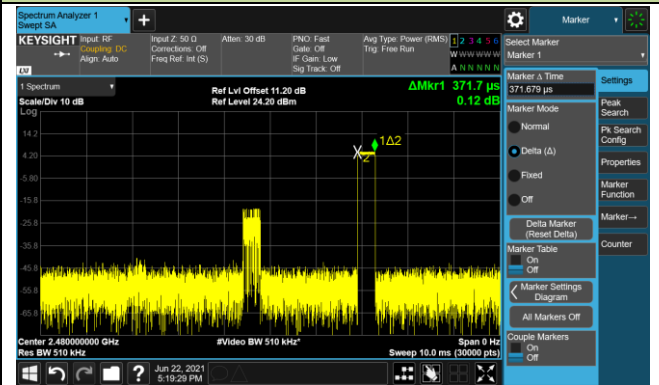 Spectrum Analyzer 1
Swept SA
+
Marker
KEYSIGHT
Input: RF
Coupling: DC
Align: Auto
Input Z: 50 Ω
Corrections: Off
Freq Ref: Int (S)
Atten: 30 dB
PNO: Fast
Gate: Off
IF Gain: Low
Sig Track: Off
Avg Type: Power (RMS)
Trig: Free Run
1 2 3 4 5 6
W W W W W W
A N N N N N
LXI
Select Marker
Marker 1
1 Spectrum
Scale/Div 10 dB
Log
Ref Lvl Offset 11.20 dB
Ref Level 24.20 dBm
ΔMkr1 371.7 µs
0.12 dB
14.2
4.20
-5.80
-15.8
-25.8
-35.8
-45.8
-55.8
-65.8
1Δ2
2
Center 2.480000000 GHz
Res BW 510 kHz
#Video BW 510 kHz*
Span 0 Hz
Sweep 10.0 ms (30000 pts)
Marker Δ Time
371.679 µs
Marker Mode
Normal
Delta (Δ)
Fixed
Off
Delta Marker
(Reset Delta)
Marker Table
On
Off
Marker Settings
Diagram
All Markers Off
Couple Markers
On
Off
Settings
Peak
Search
Pk Search
Config
Properties
Marker
Function
Marker→
Counter
?
Jun 22, 2021
5:19:29 PM